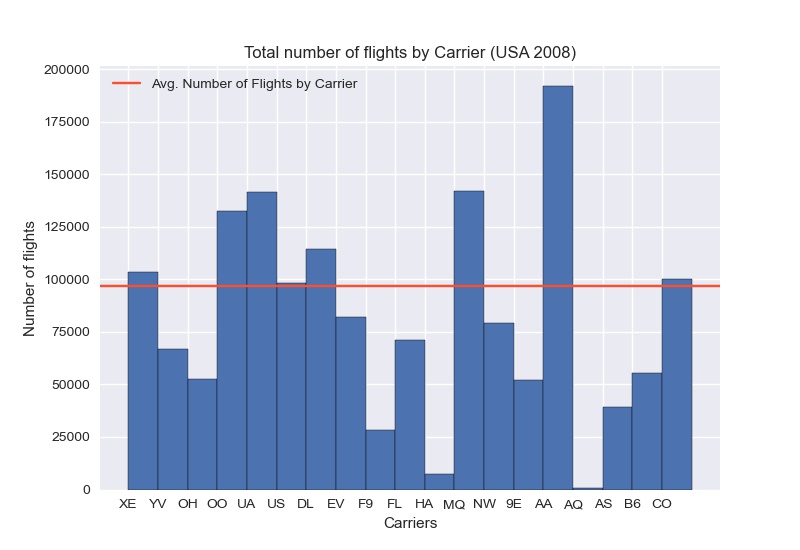 Total number of flights by Carrier (USA 2008)
Avg. Number of Flights by Carrier
200000
175000
150000
125000
100000
75000
50000
25000
0
Number of flights
XE YV OH OO UA US DL EV F9 FL HA MQ NW 9E AA AQ AS B6 CO
Carriers